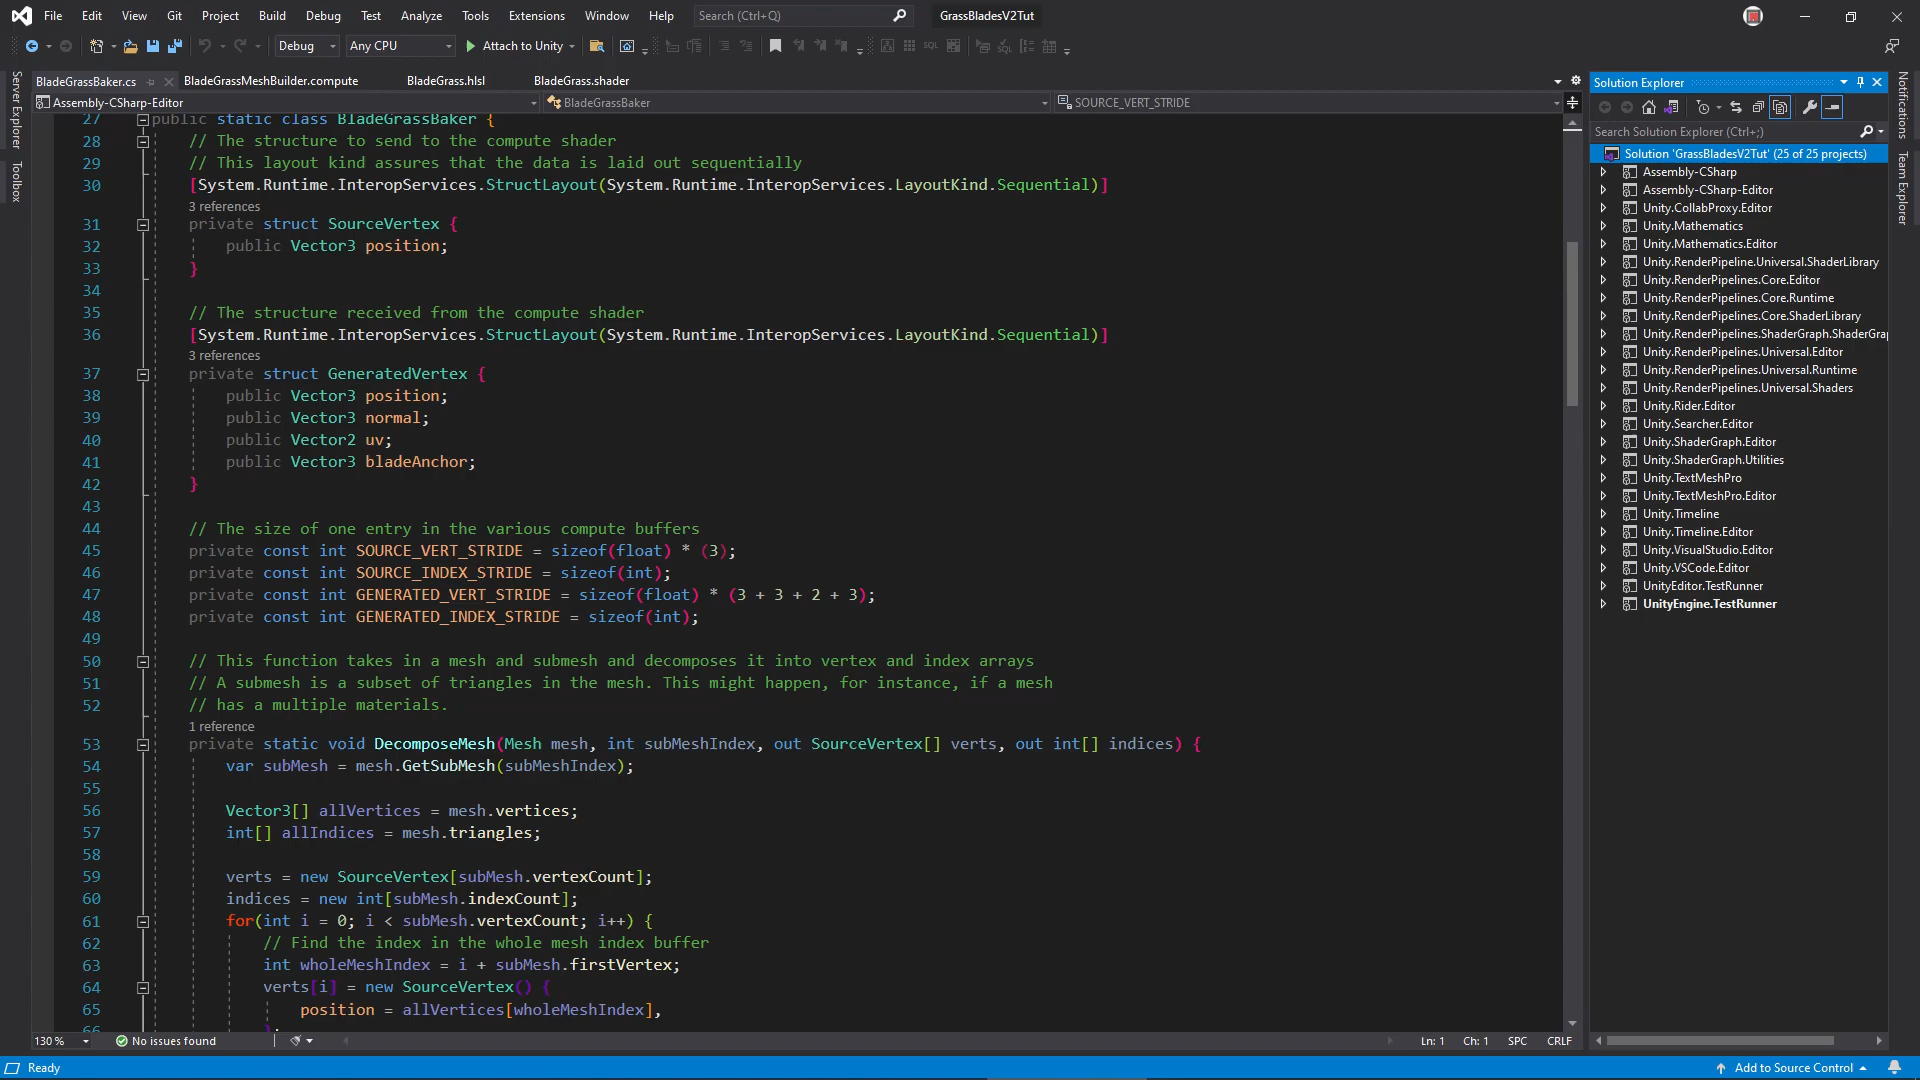 File Edit View Git Project Build Debug Test Analyze Tools Extensions Window Help Search (Ctrl+Q) GrassBladesV2Tut
Debug Any CPU Attach to Unity
BladeGrassBaker.cs BladeGrassMeshBuilder.compute BladeGrass.hlsl BladeGrass.shader
Assembly-CSharp-Editor BladeGrassBaker SOURCE_VERT_STRIDE
Server Explorer
Toolbox
27 public static class BladeGrassBaker {
28 // The structure to send to the compute shader
29 // This layout kind assures that the data is laid out sequentially
30 [System.Runtime.InteropServices.StructLayout(System.Runtime.InteropServices.LayoutKind.Sequential)]
3 references
31 private struct SourceVertex {
32 public Vector3 position;
33 }
34
35 // The structure received from the compute shader
36 [System.Runtime.InteropServices.StructLayout(System.Runtime.InteropServices.LayoutKind.Sequential)]
3 references
37 private struct GeneratedVertex {
38 public Vector3 position;
39 public Vector3 normal;
40 public Vector2 uv;
41 public Vector3 bladeAnchor;
42 }
43
44 // The size of one entry in the various compute buffers
45 private const int SOURCE_VERT_STRIDE = sizeof(float) * (3);
46 private const int SOURCE_INDEX_STRIDE = sizeof(int);
47 private const int GENERATED_VERT_STRIDE = sizeof(float) * (3 + 3 + 2 + 3);
48 private const int GENERATED_INDEX_STRIDE = sizeof(int);
49
50 // This function takes in a mesh and submesh and decomposes it into vertex and index arrays
51 // A submesh is a subset of triangles in the mesh. This might happen, for instance, if a mesh
52 // has a multiple materials.
1 reference
53 private static void DecomposeMesh(Mesh mesh, int subMeshIndex, out SourceVertex[] verts, out int[] indices) {
54 var subMesh = mesh.GetSubMesh(subMeshIndex);
55
56 Vector3[] allVertices = mesh.vertices;
57 int[] allIndices = mesh.triangles;
58
59 verts = new SourceVertex[subMesh.vertexCount];
60 indices = new int[subMesh.indexCount];
61 for(int i = 0; i < subMesh.vertexCount; i++) {
62 // Find the index in the whole mesh index buffer
63 int wholeMeshIndex = i + subMesh.firstVertex;
64 verts[i] = new SourceVertex() {
65 position = allVertices[wholeMeshIndex],
66 };
130 % No issues found Ln: 1 Ch: 1 SPC CRLF
Solution Explorer
Search Solution Explorer (Ctrl+;)
Solution 'GrassBladesV2Tut' (25 of 25 projects)
Assembly-CSharp
Assembly-CSharp-Editor
Unity.CollabProxy.Editor
Unity.Mathematics
Unity.Mathematics.Editor
Unity.RenderPipeline.Universal.ShaderLibrary
Unity.RenderPipelines.Core.Editor
Unity.RenderPipelines.Core.Runtime
Unity.RenderPipelines.Core.ShaderLibrary
Unity.RenderPipelines.ShaderGraph.ShaderGra
Unity.RenderPipelines.Universal.Editor
Unity.RenderPipelines.Universal.Runtime
Unity.RenderPipelines.Universal.Shaders
Unity.Rider.Editor
Unity.Searcher.Editor
Unity.ShaderGraph.Editor
Unity.ShaderGraph.Utilities
Unity.TextMeshPro
Unity.TextMeshPro.Editor
Unity.Timeline
Unity.Timeline.Editor
Unity.VisualStudio.Editor
Unity.VSCode.Editor
UnityEditor.TestRunner
UnityEngine.TestRunner
Notifications
Team Explorer
Ready Add to Source Control